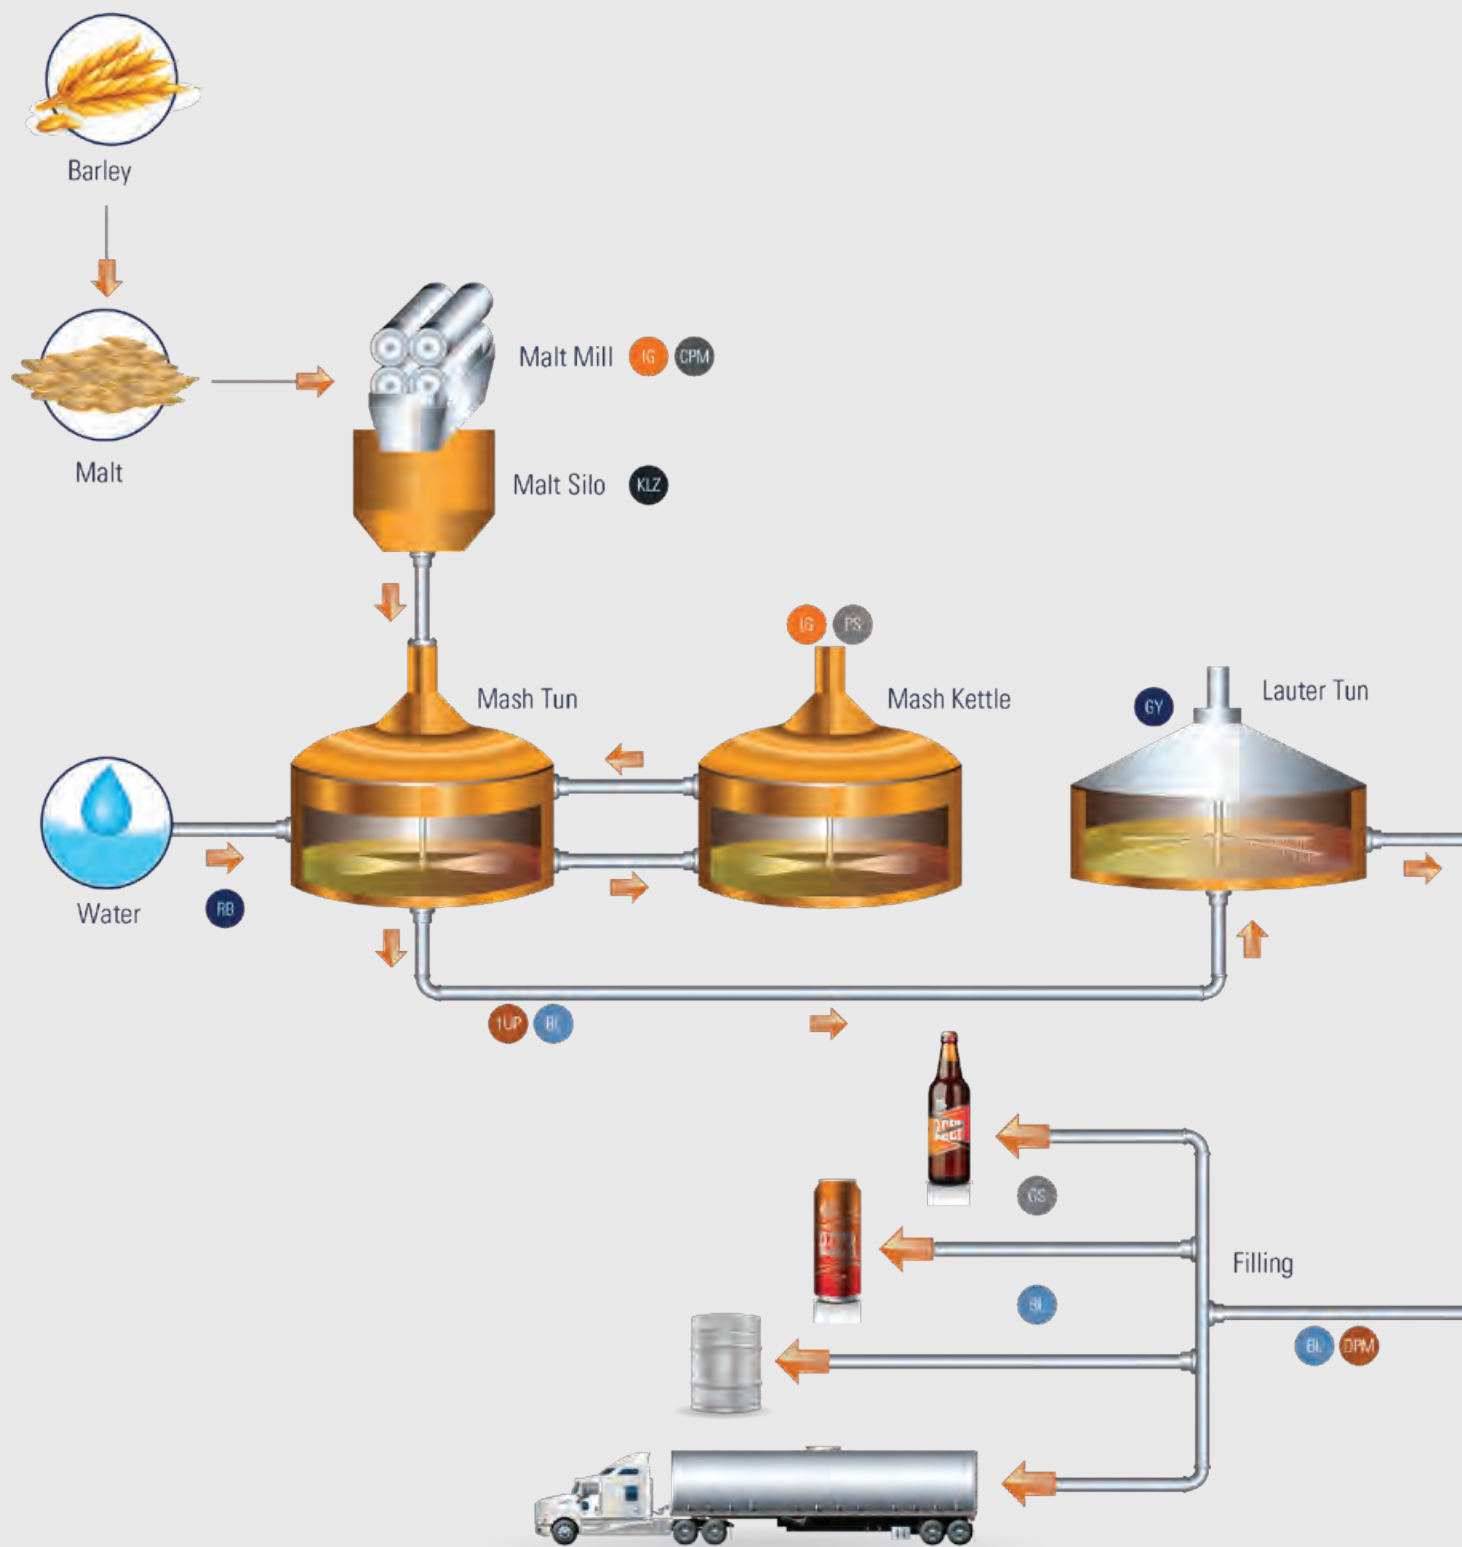 Barley
Malt Mill IG CPM
Malt
Malt Silo KLZ
IG PS
Mash Tun
Mash Kettle
GY
Lauter Tun
Water
RB
1UP BL
GS
Filling
BL
BL DPM